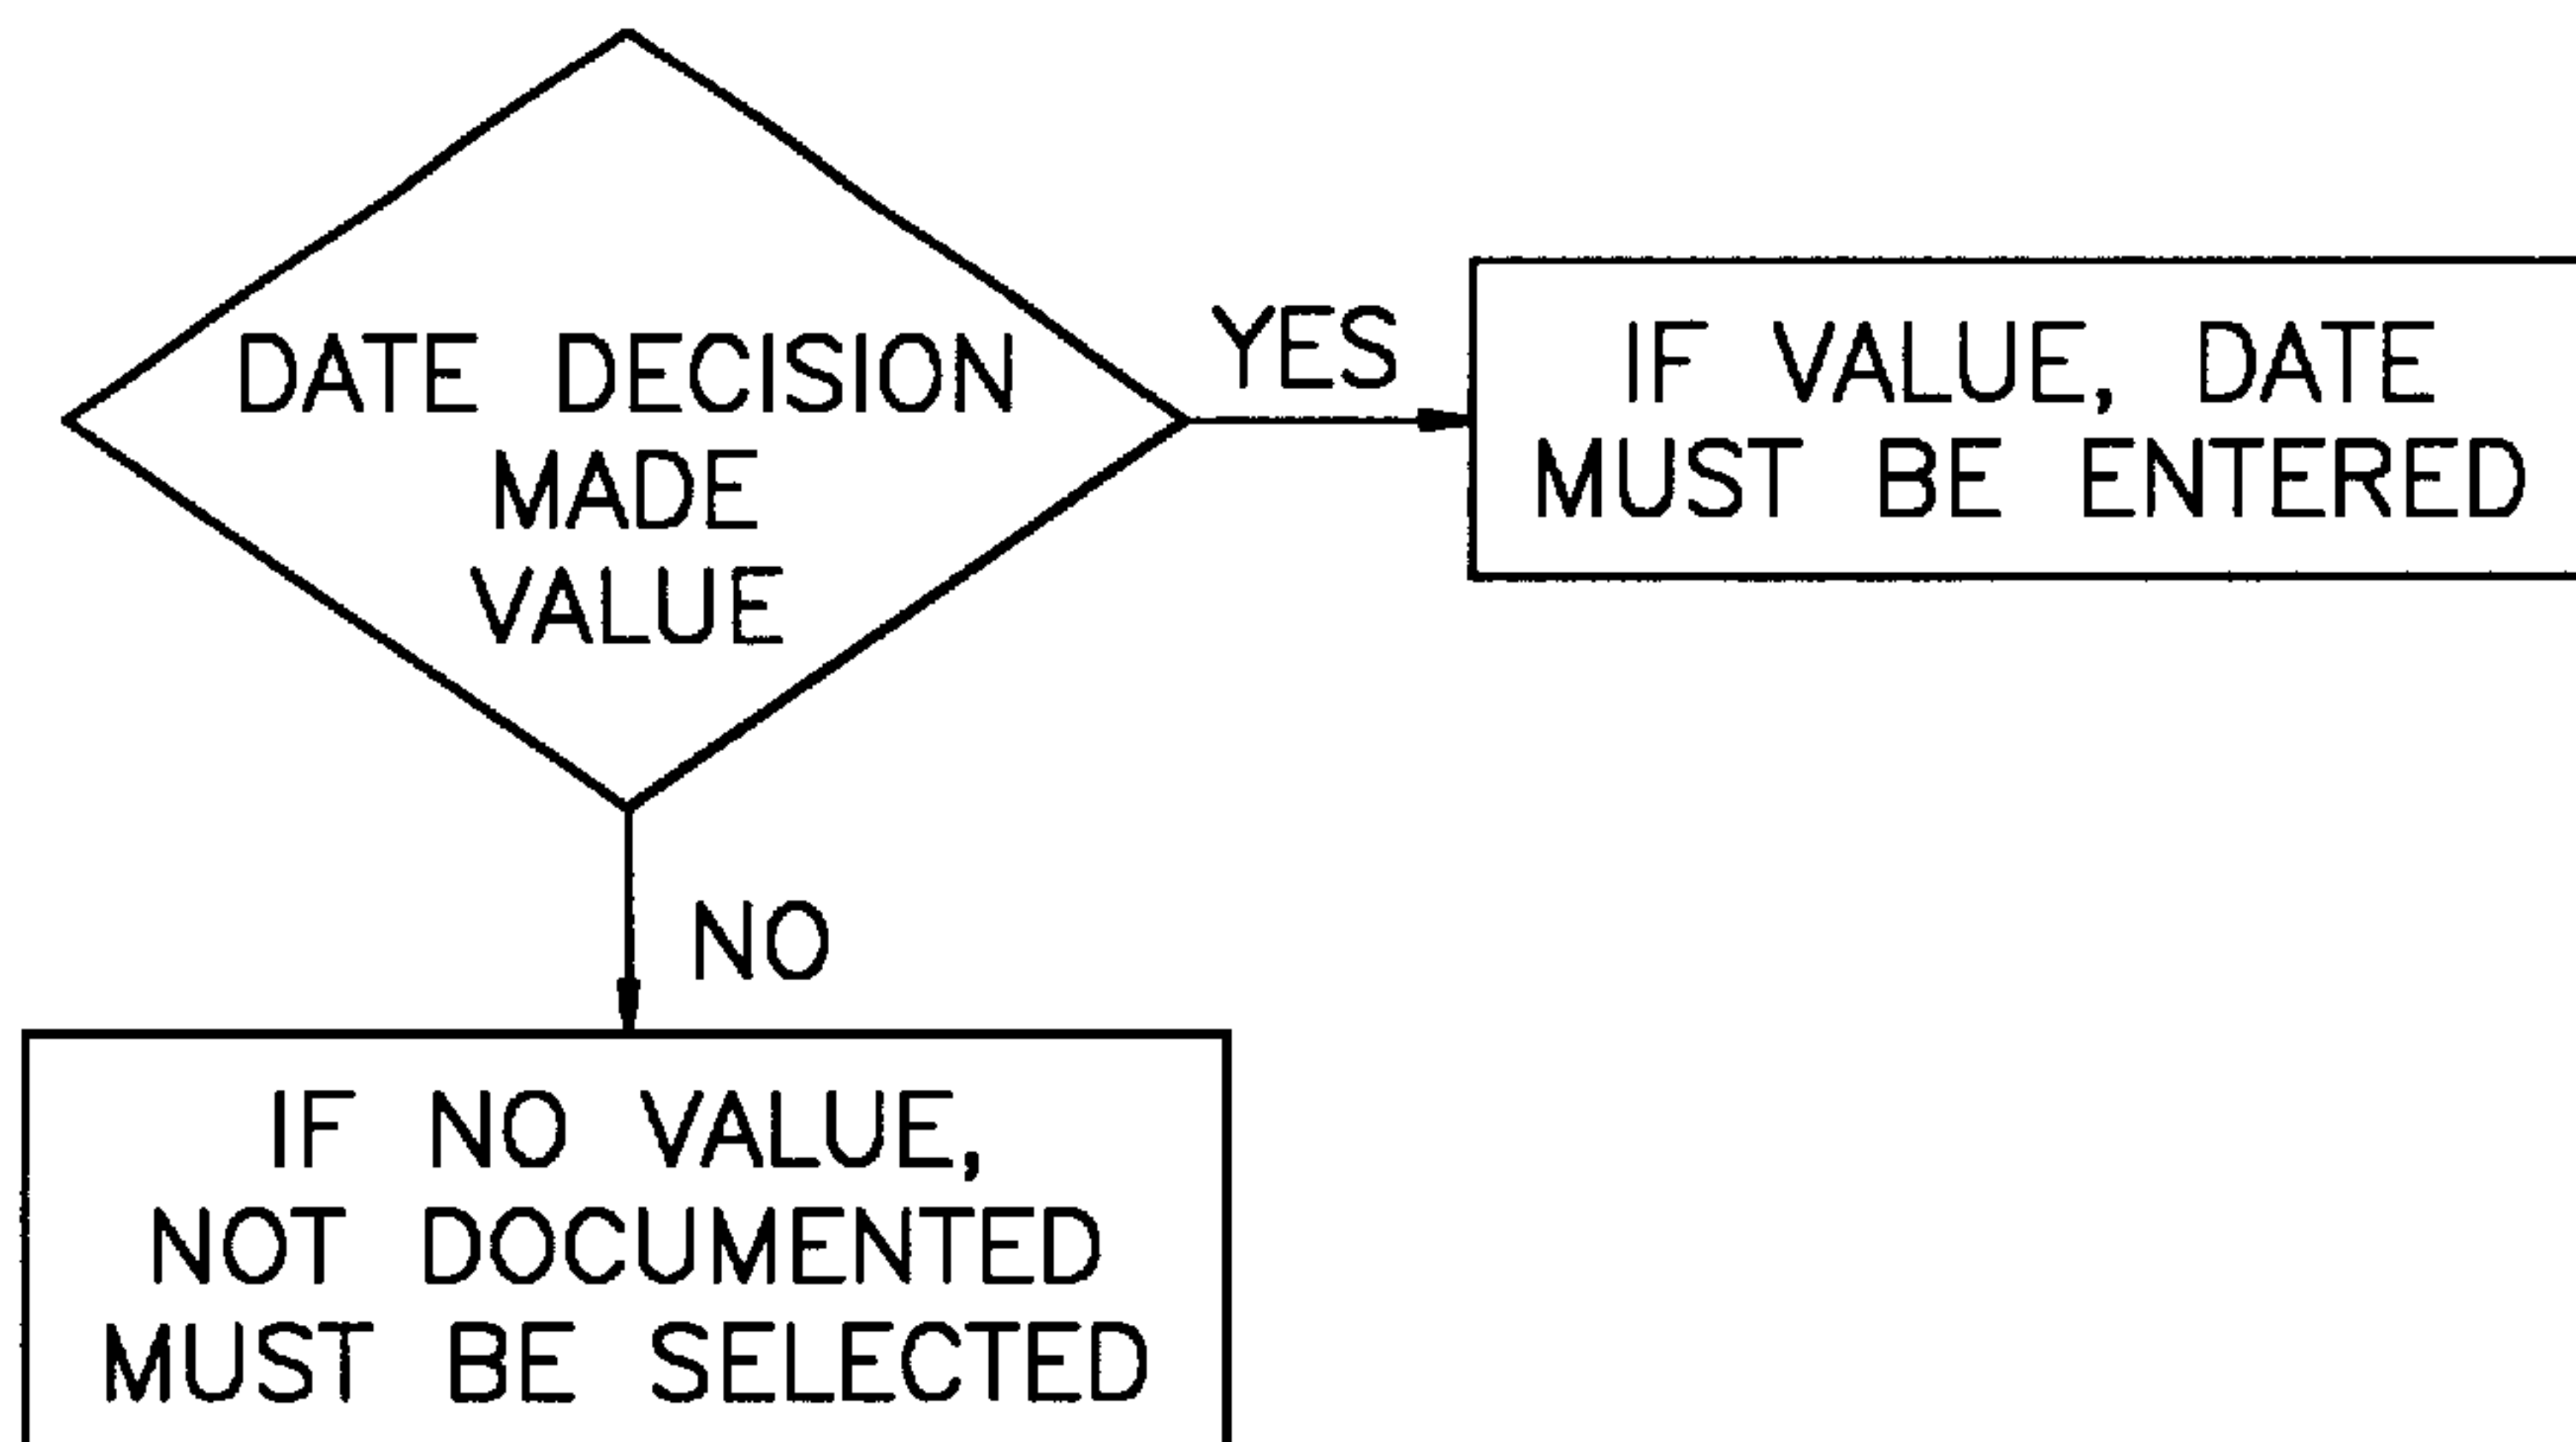 DATE DECISION
MADE
VALUE
YES
IF VALUE, DATE
MUST BE ENTERED
NO
IF NO VALUE,
NOT DOCUMENTED
MUST BE SELECTED